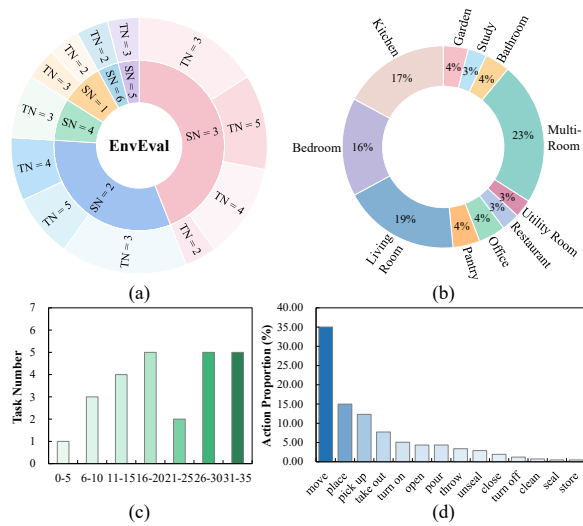 (a)
EnvEval
SN = 3
SN = 2
SN = 4
SN = 1
SN = 6
SN = 5
TN = 3
TN = 5
TN = 4
TN = 2
TN = 3
TN = 5
TN = 4
TN = 3
TN = 3
TN = 2
TN = 2
TN = 3
(b)
Garden
4%
Study
3%
Bathroom
4%
Multi-
Room
23%
Utility Room
3%
Restaurant
3%
Office
4%
Pantry
4%
Living
Room
19%
Bedroom
16%
Kitchen
17%
Task Number
7
6
5
4
3
2
1
0
0-5
6-10
11-15
16-20
21-25
26-30
31-35
(c)
Action Proportion (%)
40.00
35.00
30.00
25.00
20.00
15.00
10.00
5.00
0.00
move
place
pick up
take out
turn on
open
pour
throw
unseal
close
turn off
clean
seal
store
(d)